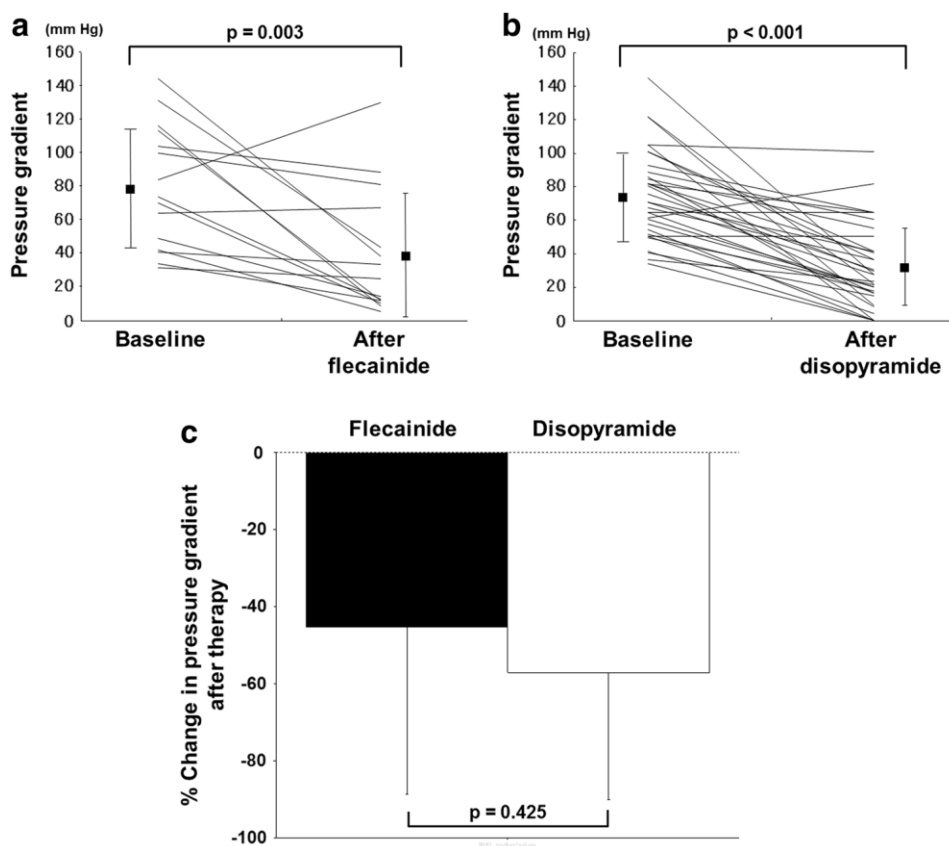 a
(mm Hg)
p = 0.003
160
140
120
100
80
60
40
20
0
Pressure gradient
Baseline
After
flecainide
b
(mm Hg)
p < 0.001
160
140
120
100
80
60
40
20
0
Pressure gradient
Baseline
After
disopyramide
c
Flecainide
Disopyramide
0
-20
-40
-60
-80
-100
% Change in pressure gradient
after therapy
p = 0.425